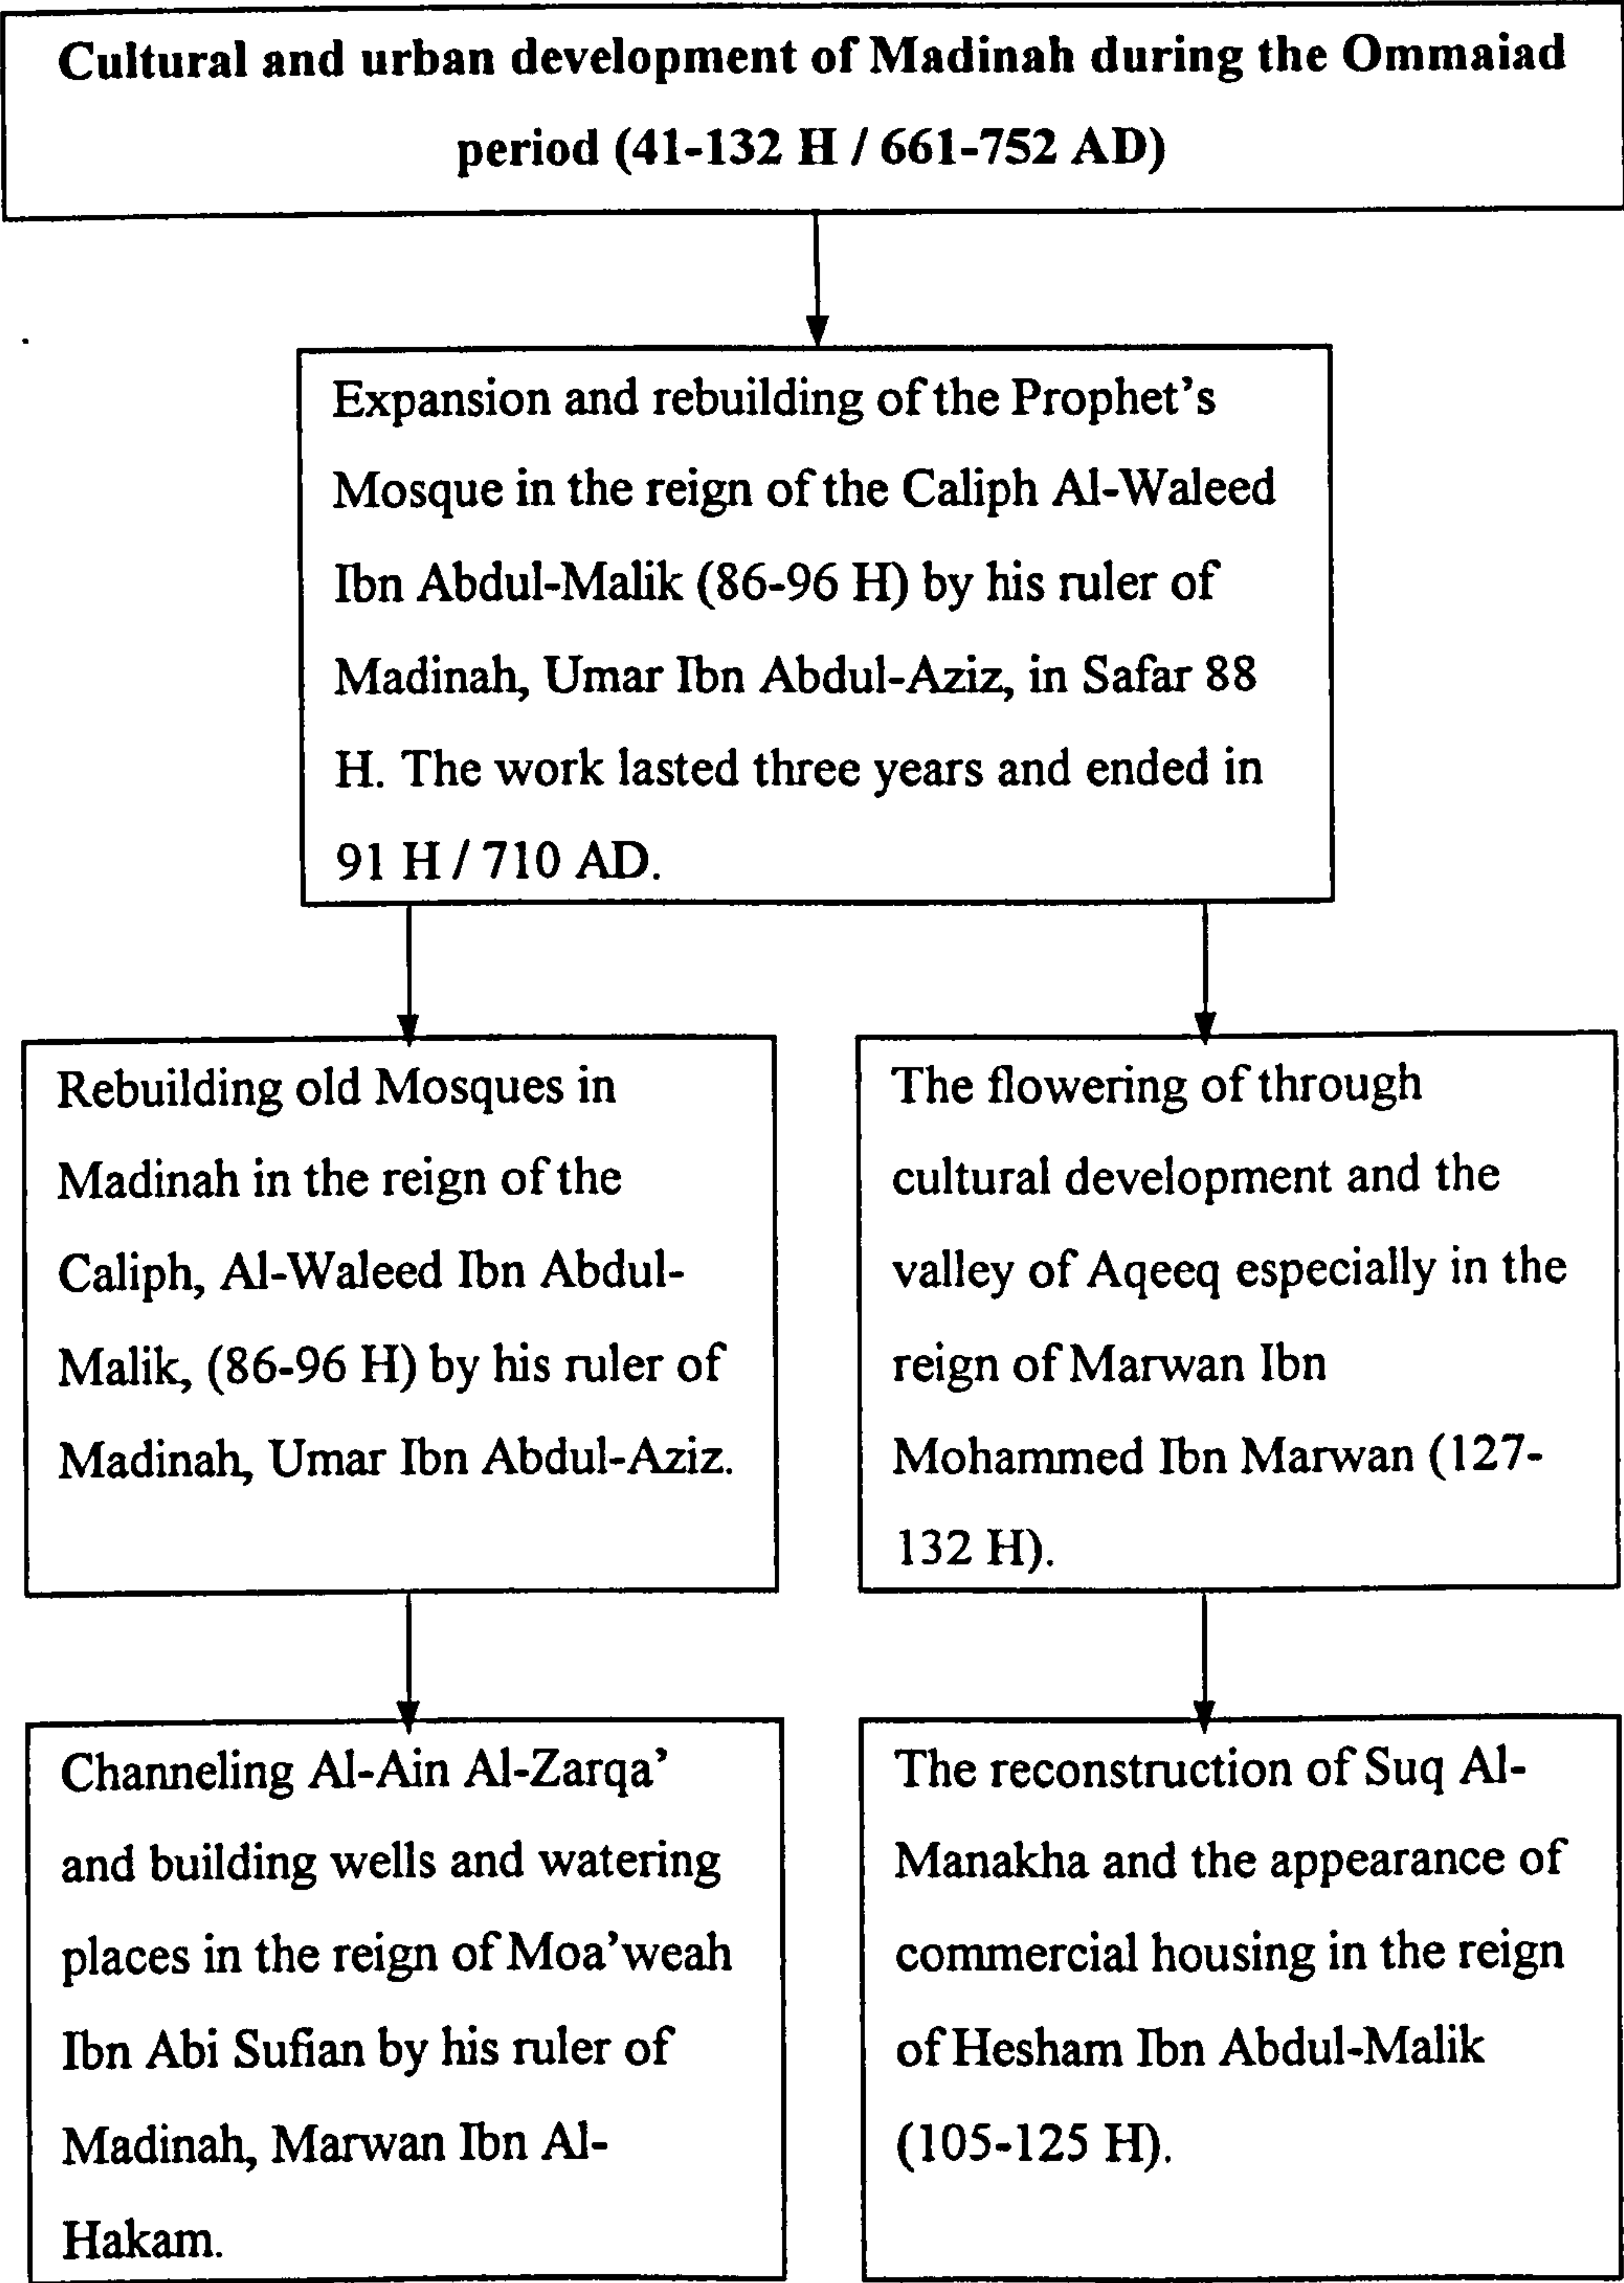 Cultural and urban development of Madinah during the Ommaiad
period (41-132 H / 661-752 AD)
Expansion and rebuilding of the Prophet's
Mosque in the reign of the Caliph Al-Waleed
Ibn Abdul-Malik (86-96 H) by his ruler of
Madinah, Umar Ibn Abdul-Aziz, in Safar 88
H. The work lasted three years and ended in
91 H / 710 AD.
Rebuilding old Mosques in
Madinah in the reign of the
Caliph, Al-Waleed Ibn Abdul-
Malik, (86-96 H) by his ruler of
Madinah, Umar Ibn Abdul-Aziz.
The flowering of through
cultural development and the
valley of Aqeeq especially in the
reign of Marwan Ibn
Mohammed Ibn Marwan (127-
132 H).
Channeling Al-Ain Al-Zarqa'
and building wells and watering
places in the reign of Moa'weah
Ibn Abi Sufian by his ruler of
Madinah, Marwan Ibn Al-
Hakam.
The reconstruction of Suq Al-
Manakha and the appearance of
commercial housing in the reign
of Hesham Ibn Abdul-Malik
(105-125 H).